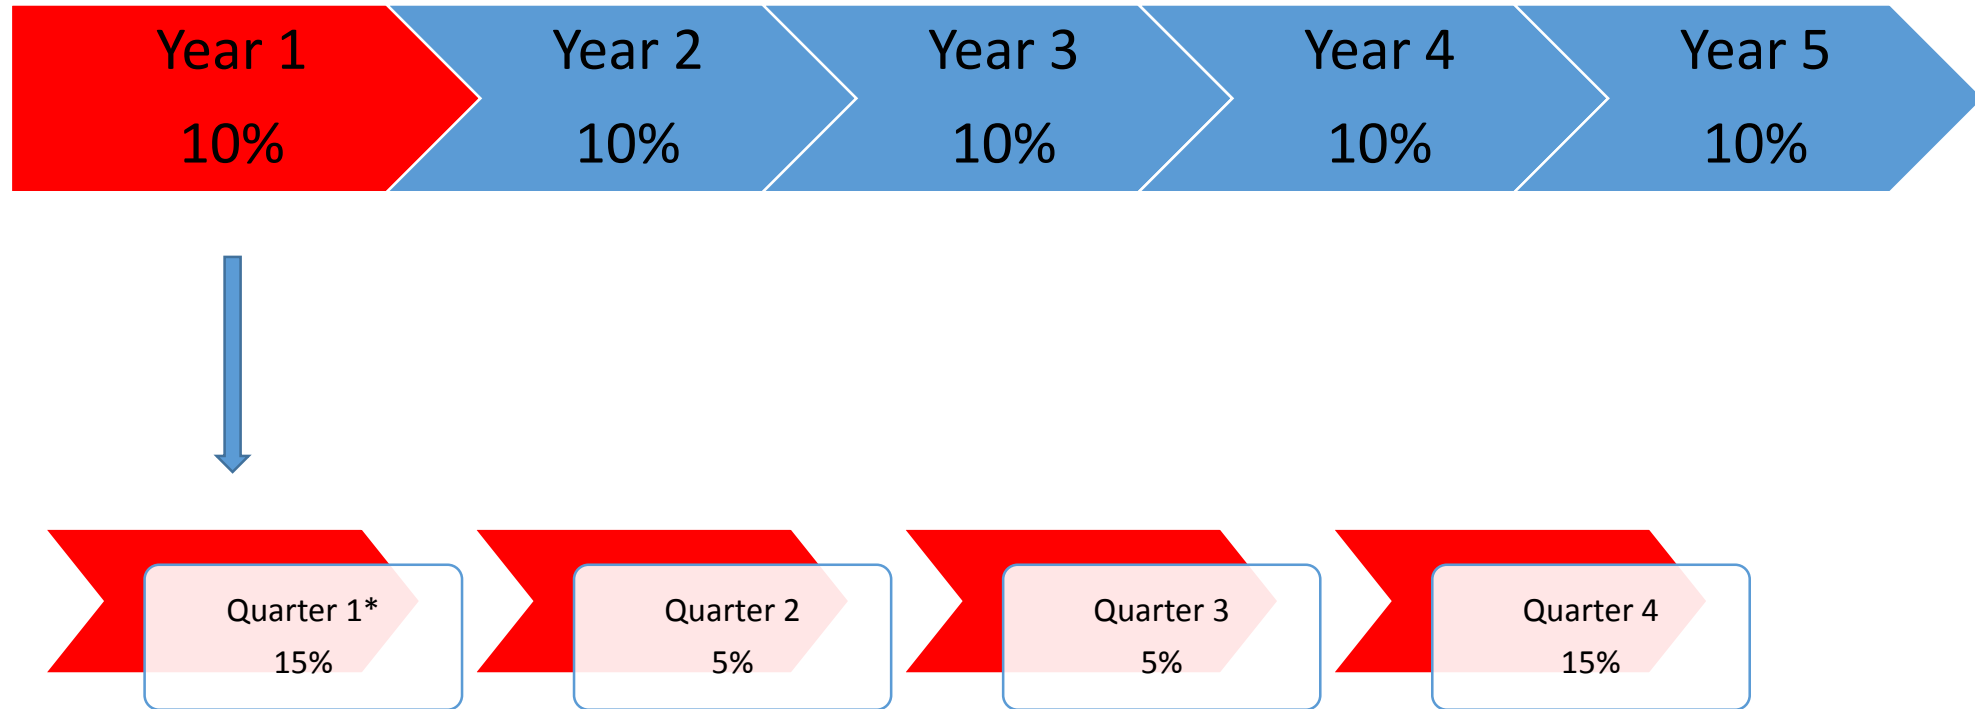 Year 1
10%
Year 2
10%
Year 3
10%
Year 4
10%
Year 5
10%
Quarter 1*
15%
Quarter 2
5%
Quarter 3
5%
Quarter 4
15%